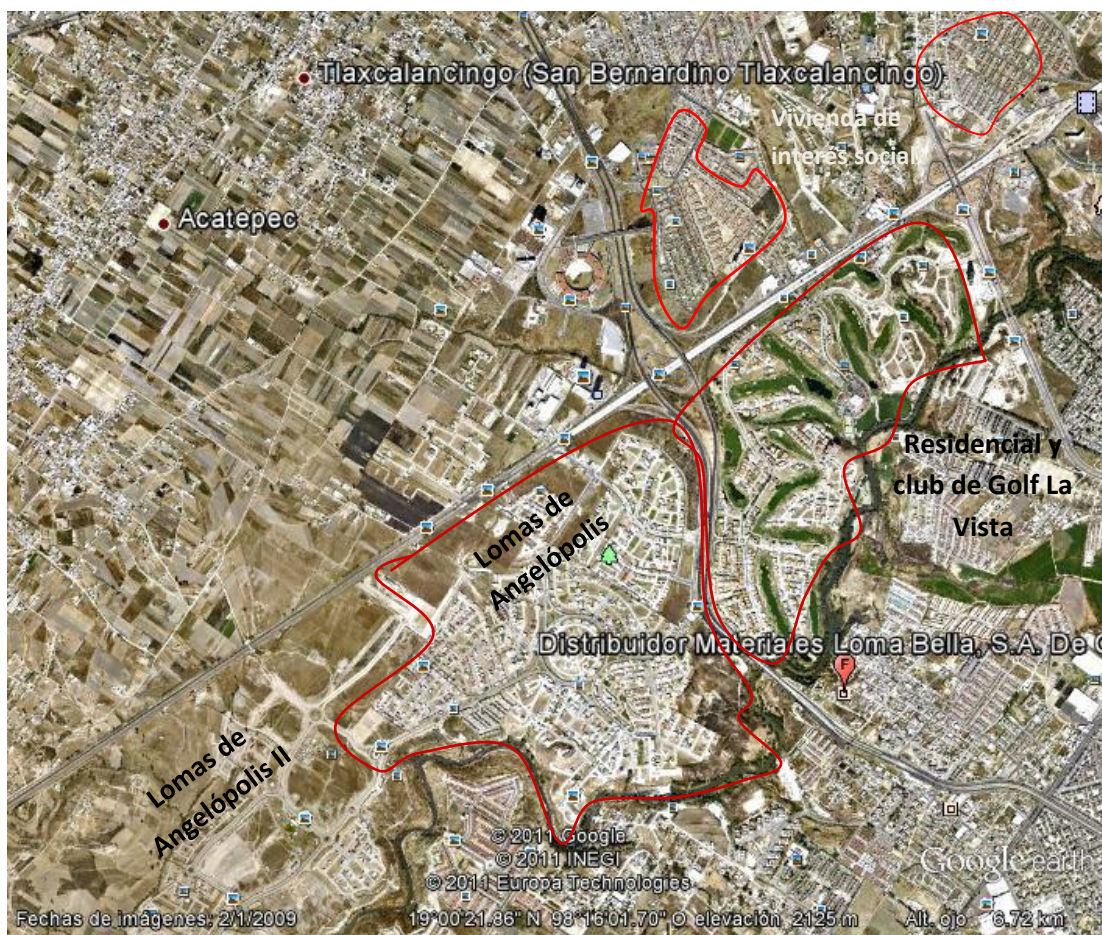 Tlaxcalancingo (San Bernardino Tlaxcalancingo)
Vivienda de
interés social
Acatepec
Residencial y
club de Golf La
Vista
Lomas de
Angelópolis
Distribuidor Materiales Loma Bella, S.A. De C
F
Lomas de
Angelópolis II
© 2011 Google
© 2011 INEGI
© 2011 Europa Technologies
Google earth
Fechas de imágenes: 2/1/2009 19°00'21.86" N 98°16'01.70" O elevación 2125 m Alt. ojo 6.72 km